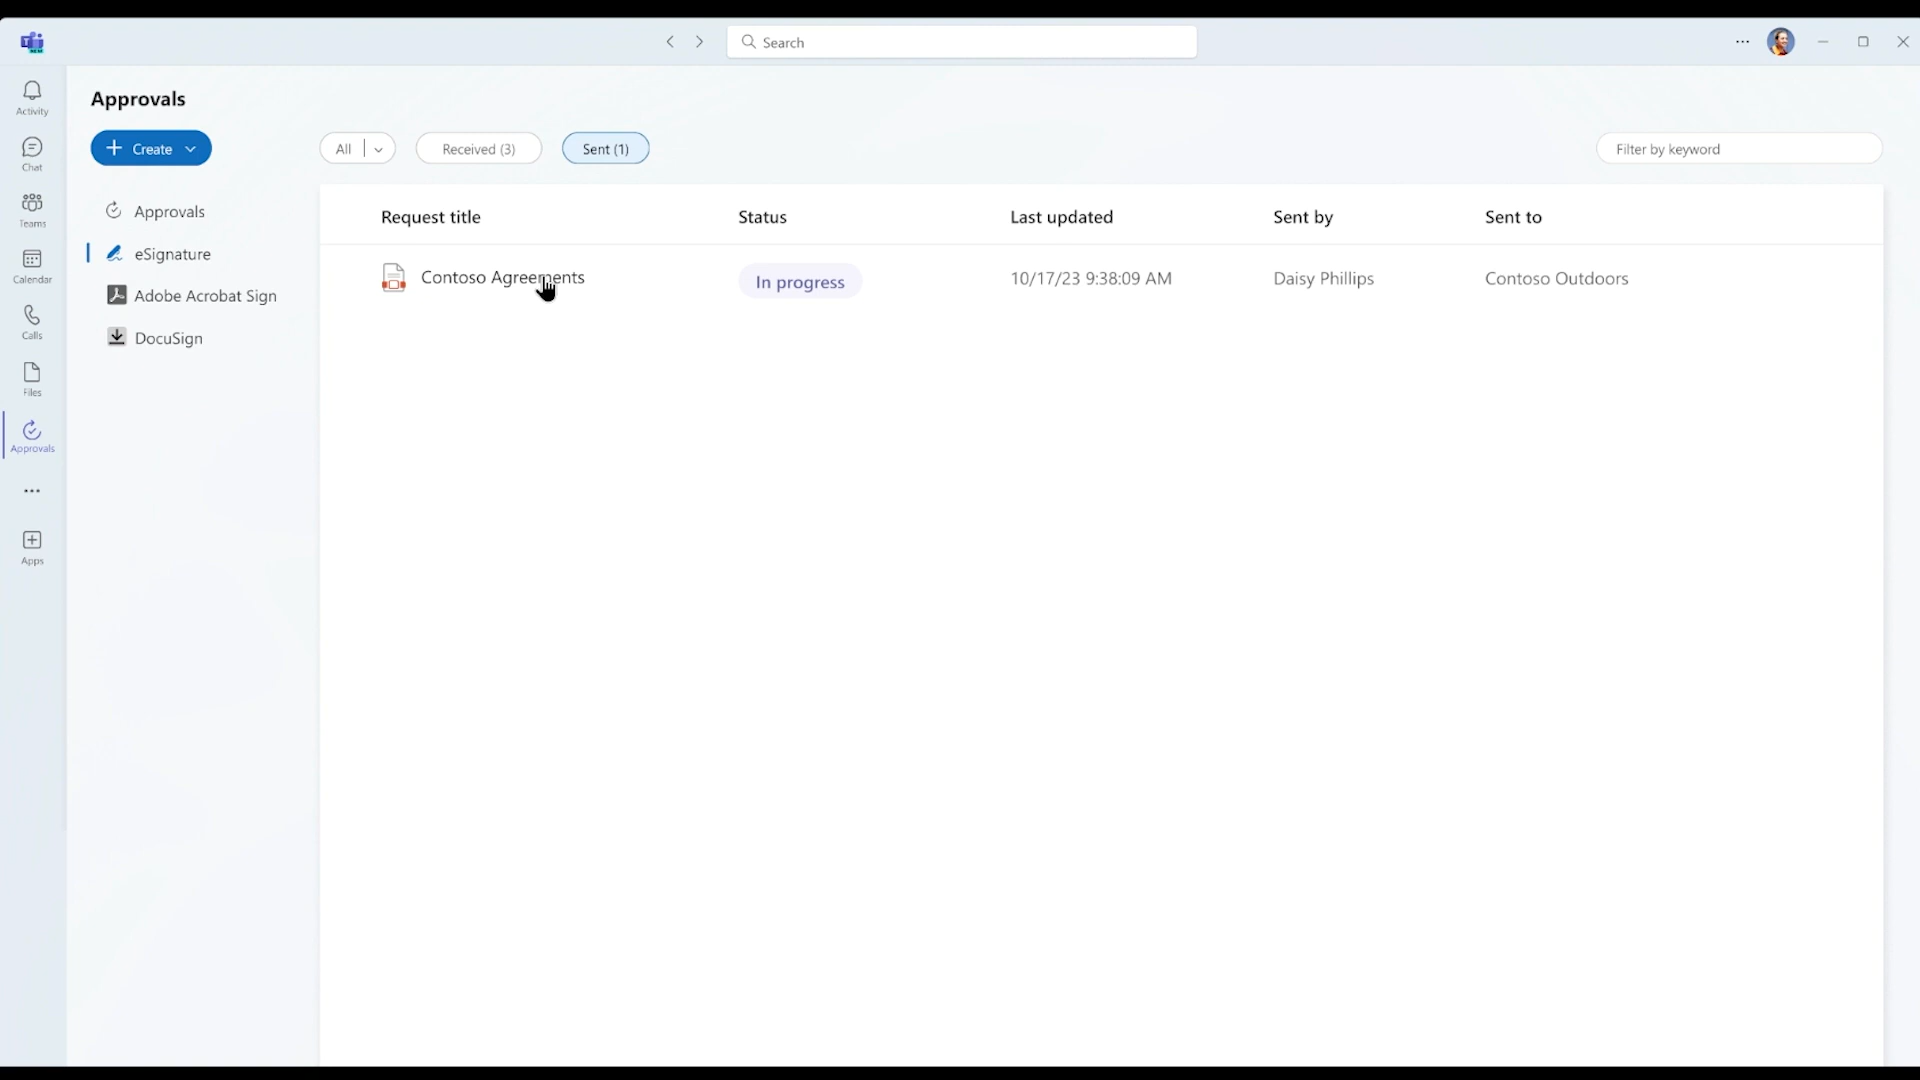 Search
Activity
Chat
Teams
Calendar
Calls
Files
Approvals
Apps
Approvals
Create
Approvals
eSignature
Adobe Acrobat Sign
DocuSign
All
Received (3)
Sent (1)
Filter by keyword
Request title Status Last updated Sent by Sent to
Contoso Agreements In progress 10/17/23 9:38:09 AM Daisy Phillips Contoso Outdoors